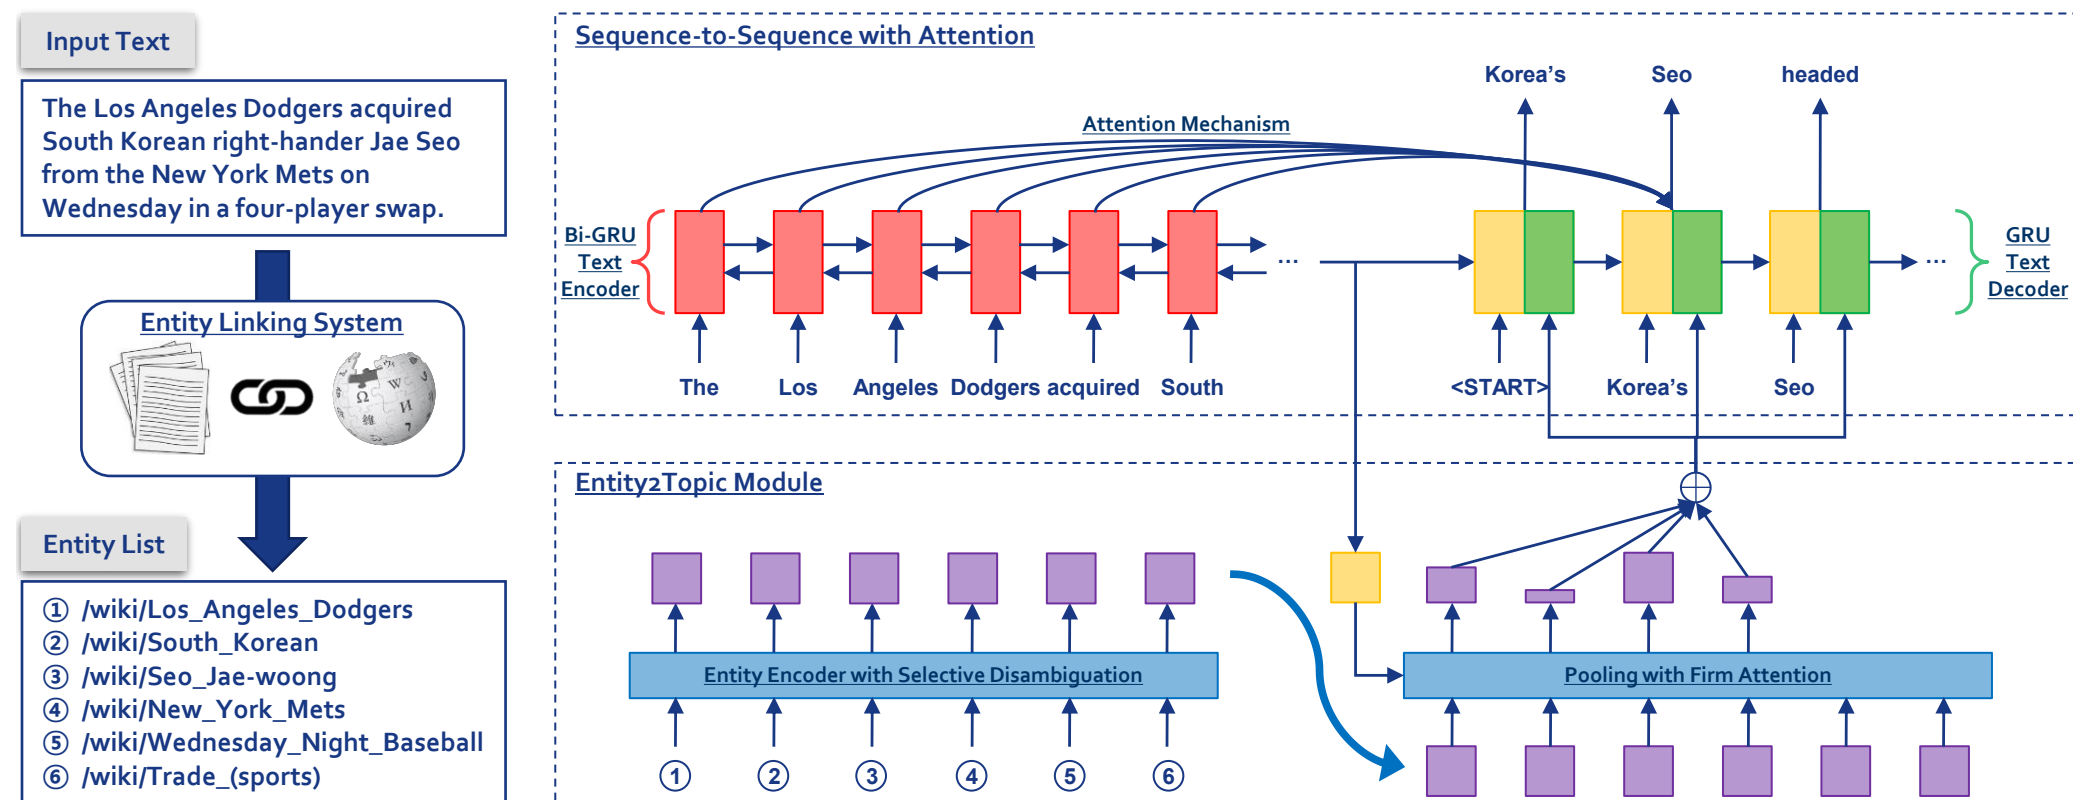 Input Text
The Los Angeles Dodgers acquired
South Korean right-hander Jae Seo
from the New York Mets on
Wednesday in a four-player swap.
Entity Linking System
W
Ω
И
Entity List
① /wiki/Los_Angeles_Dodgers
② /wiki/South_Korean
③ /wiki/Seo_Jae-woong
④ /wiki/New_York_Mets
⑤ /wiki/Wednesday_Night_Baseball
⑥ /wiki/Trade_(sports)
Sequence-to-Sequence with Attention
Korea's Seo headed
Attention Mechanism
Bi-GRU
Text
Encoder
...
...
GRU
Text
Decoder
The Los Angeles Dodgers acquired South <START> Korea's Seo
Entity2Topic Module
Entity Encoder with Selective Disambiguation
Pooling with Firm Attention
① ② ③ ④ ⑤ ⑥